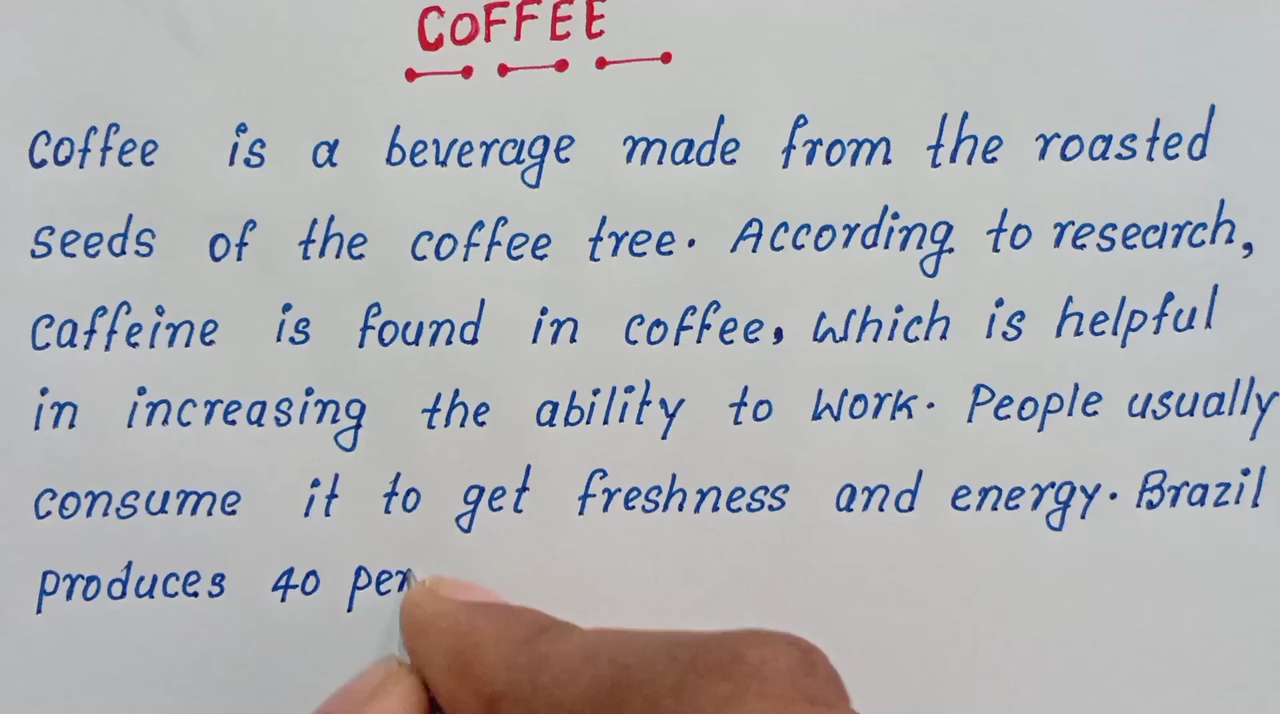 COFFEE
Coffee is a beverage made from the roasted
seeds of the coffee tree. According to research,
caffeine is found in coffee, which is helpful
in increasing the ability to work. People usually
consume it to get freshness and energy. Brazil
produces 40 per